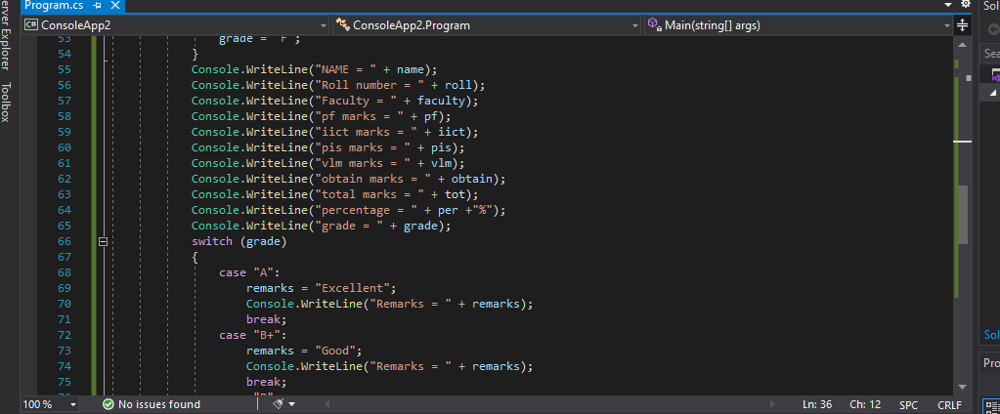 Program.cs
Sol
C# ConsoleApp2
ConsoleApp2.Program
Main(string[] args)
erver Explorer
Toolbox
Sea
53 grade = "F";
54 }
55 Console.WriteLine("NAME = " + name);
56 Console.WriteLine("Roll number = " + roll);
57 Console.WriteLine("Faculty = " + faculty);
58 Console.WriteLine("pf marks = " + pf);
59 Console.WriteLine("iict marks = " + iict);
60 Console.WriteLine("pis marks = " + pis);
61 Console.WriteLine("vlm marks = " + vlm);
62 Console.WriteLine("obtain marks = " + obtain);
63 Console.WriteLine("total marks = " + tot);
64 Console.WriteLine("percentage = " + per +"%");
65 Console.WriteLine("grade = " + grade);
66 switch (grade)
67 {
68 case "A":
69 remarks = "Excellent";
70 Console.WriteLine("Remarks = " + remarks);
71 break;
72 case "B+":
73 remarks = "Good";
74 Console.WriteLine("Remarks = " + remarks);
75 break;
Sol
Pro
100 %
No issues found
Ln: 36 Ch: 12 SPC CRLF